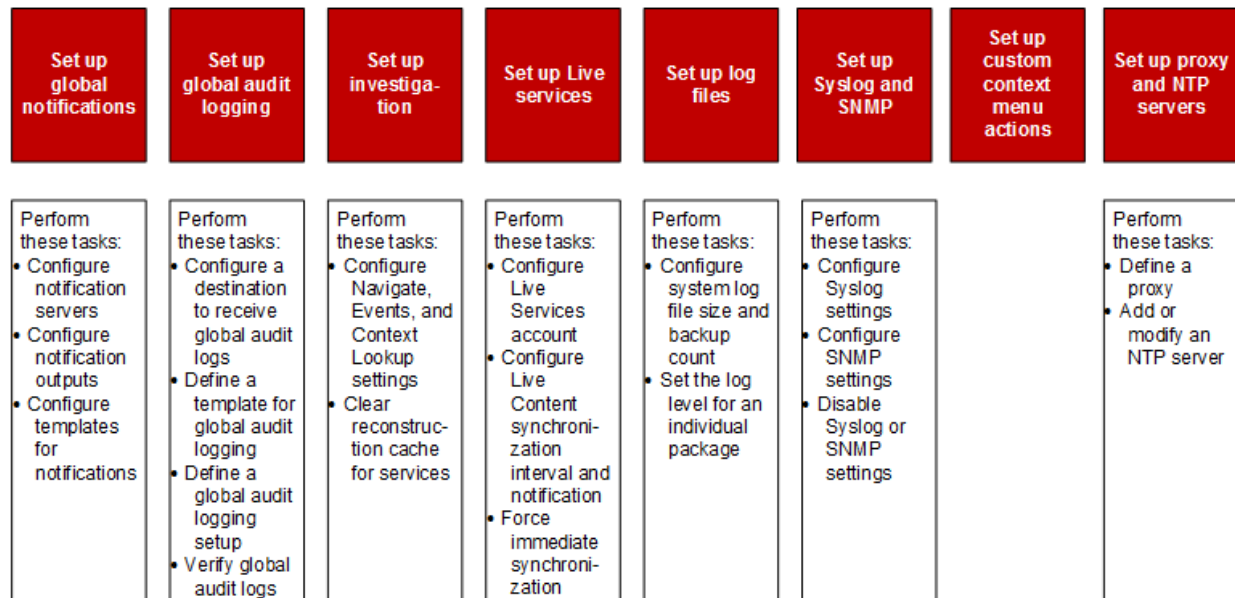 Set up
global
notifications
Set up
global audit
logging
Set up
investiga-
tion
Set up Live
services
Set up log
files
Set up
Syslog and
SNMP
Set up
custom
context
menu
actions
Set up proxy
and NTP
servers
Perform
these tasks:
• Configure
notification
servers
• Configure
notification
outputs
• Configure
templates
for
notifications
Perform
these tasks:
• Configure a
destination
to receive
global audit
logs
• Define a
template for
global audit
logging
• Define a
global audit
logging
setup
• Verify global
audit logs
Perform
these tasks:
• Configure
Navigate,
Events, and
Context
Lookup
settings
• Clear
reconstruc-
tion cache
for services
Perform
these tasks:
• Configure
Live
Services
account
• Configure
Live
Content
synchroni-
zation
interval and
notification
• Force
immediate
synchroni-
zation
Perform
these tasks:
• Configure
system log
file size and
backup
count
• Set the log
level for an
individual
package
Perform
these tasks:
• Configure
Syslog
settings
• Configure
SNMP
settings
• Disable
Syslog or
SNMP
settings
Perform
these tasks:
• Define a
proxy
• Add or
modify an
NTP server